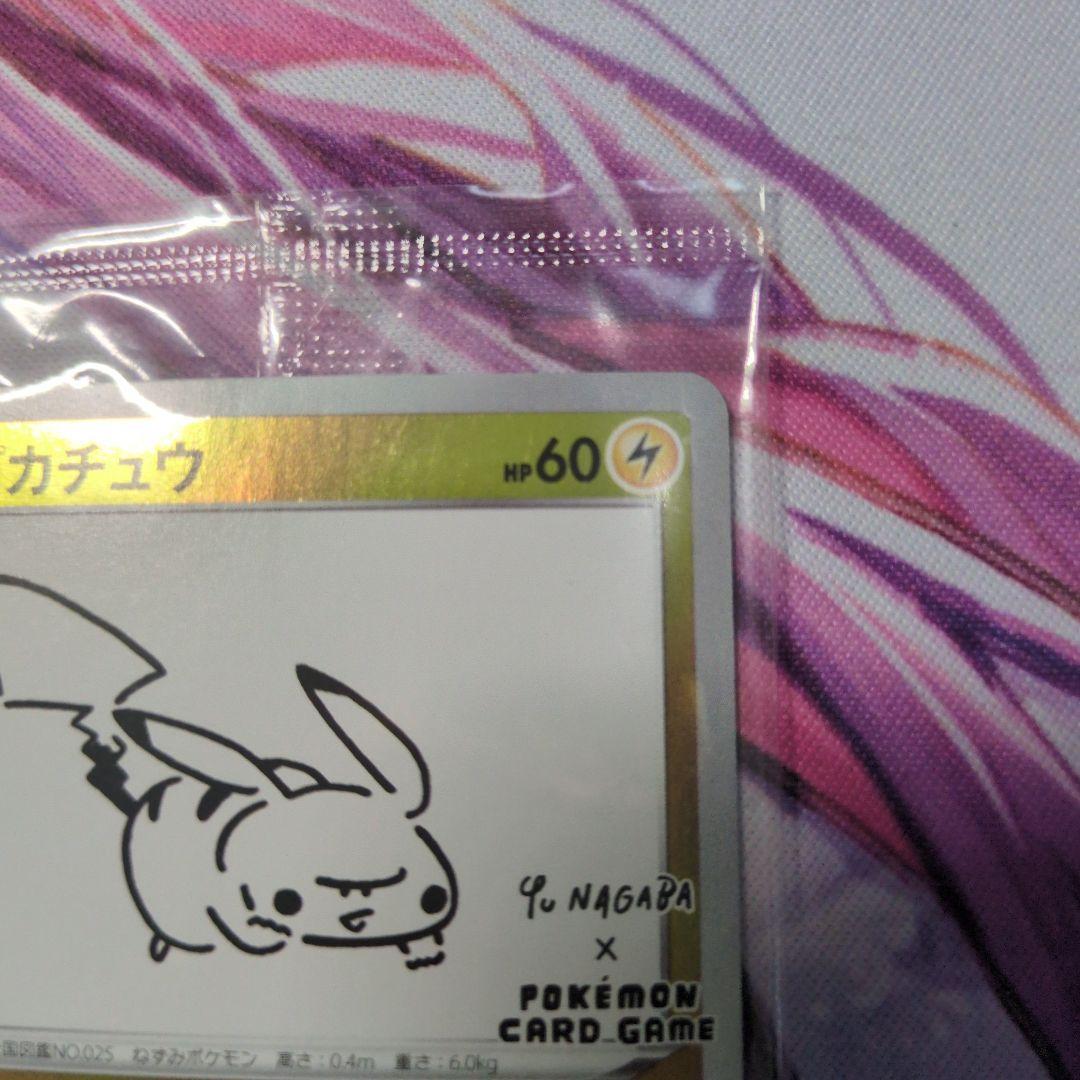 カチュウ HP60
Yu NAGABA
×
POKÉMON
CARD GAME
国図鑑NO.025 ねずみポケモン 高さ:0.4m 重さ:6.0kg